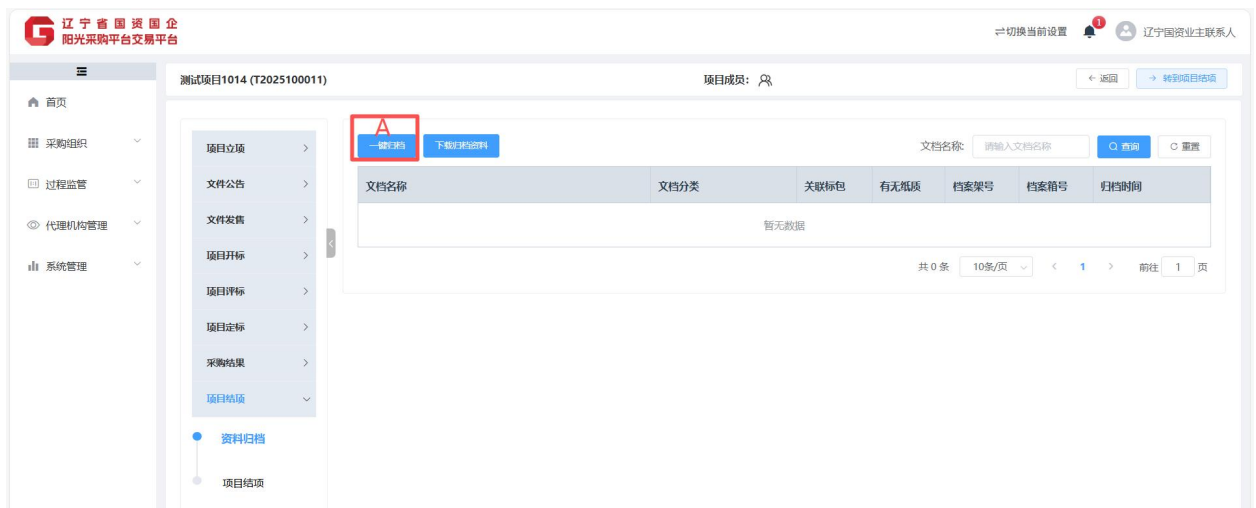 辽宁省国资国企
阳光采购平台交易平台
切换当前设置
1
辽宁国资业主联系人
测试项目1014 (T2025100011)
项目成员:
返回
转到项目结项
首页
采购组织
过程监管
代理机构管理
系统管理
项目立项
文件公告
文件发售
项目开标
项目评标
项目定标
采购结果
项目结项
资料归档
项目结项
A
一键归档 下载归档资料
文档名称: 请输入文档名称 查询 重置
文档名称 文档分类 关联标包 有无纸质 档案架号 档案箱号 归档时间
暂无数据
共 0 条 10条/页 1 前往 1 页